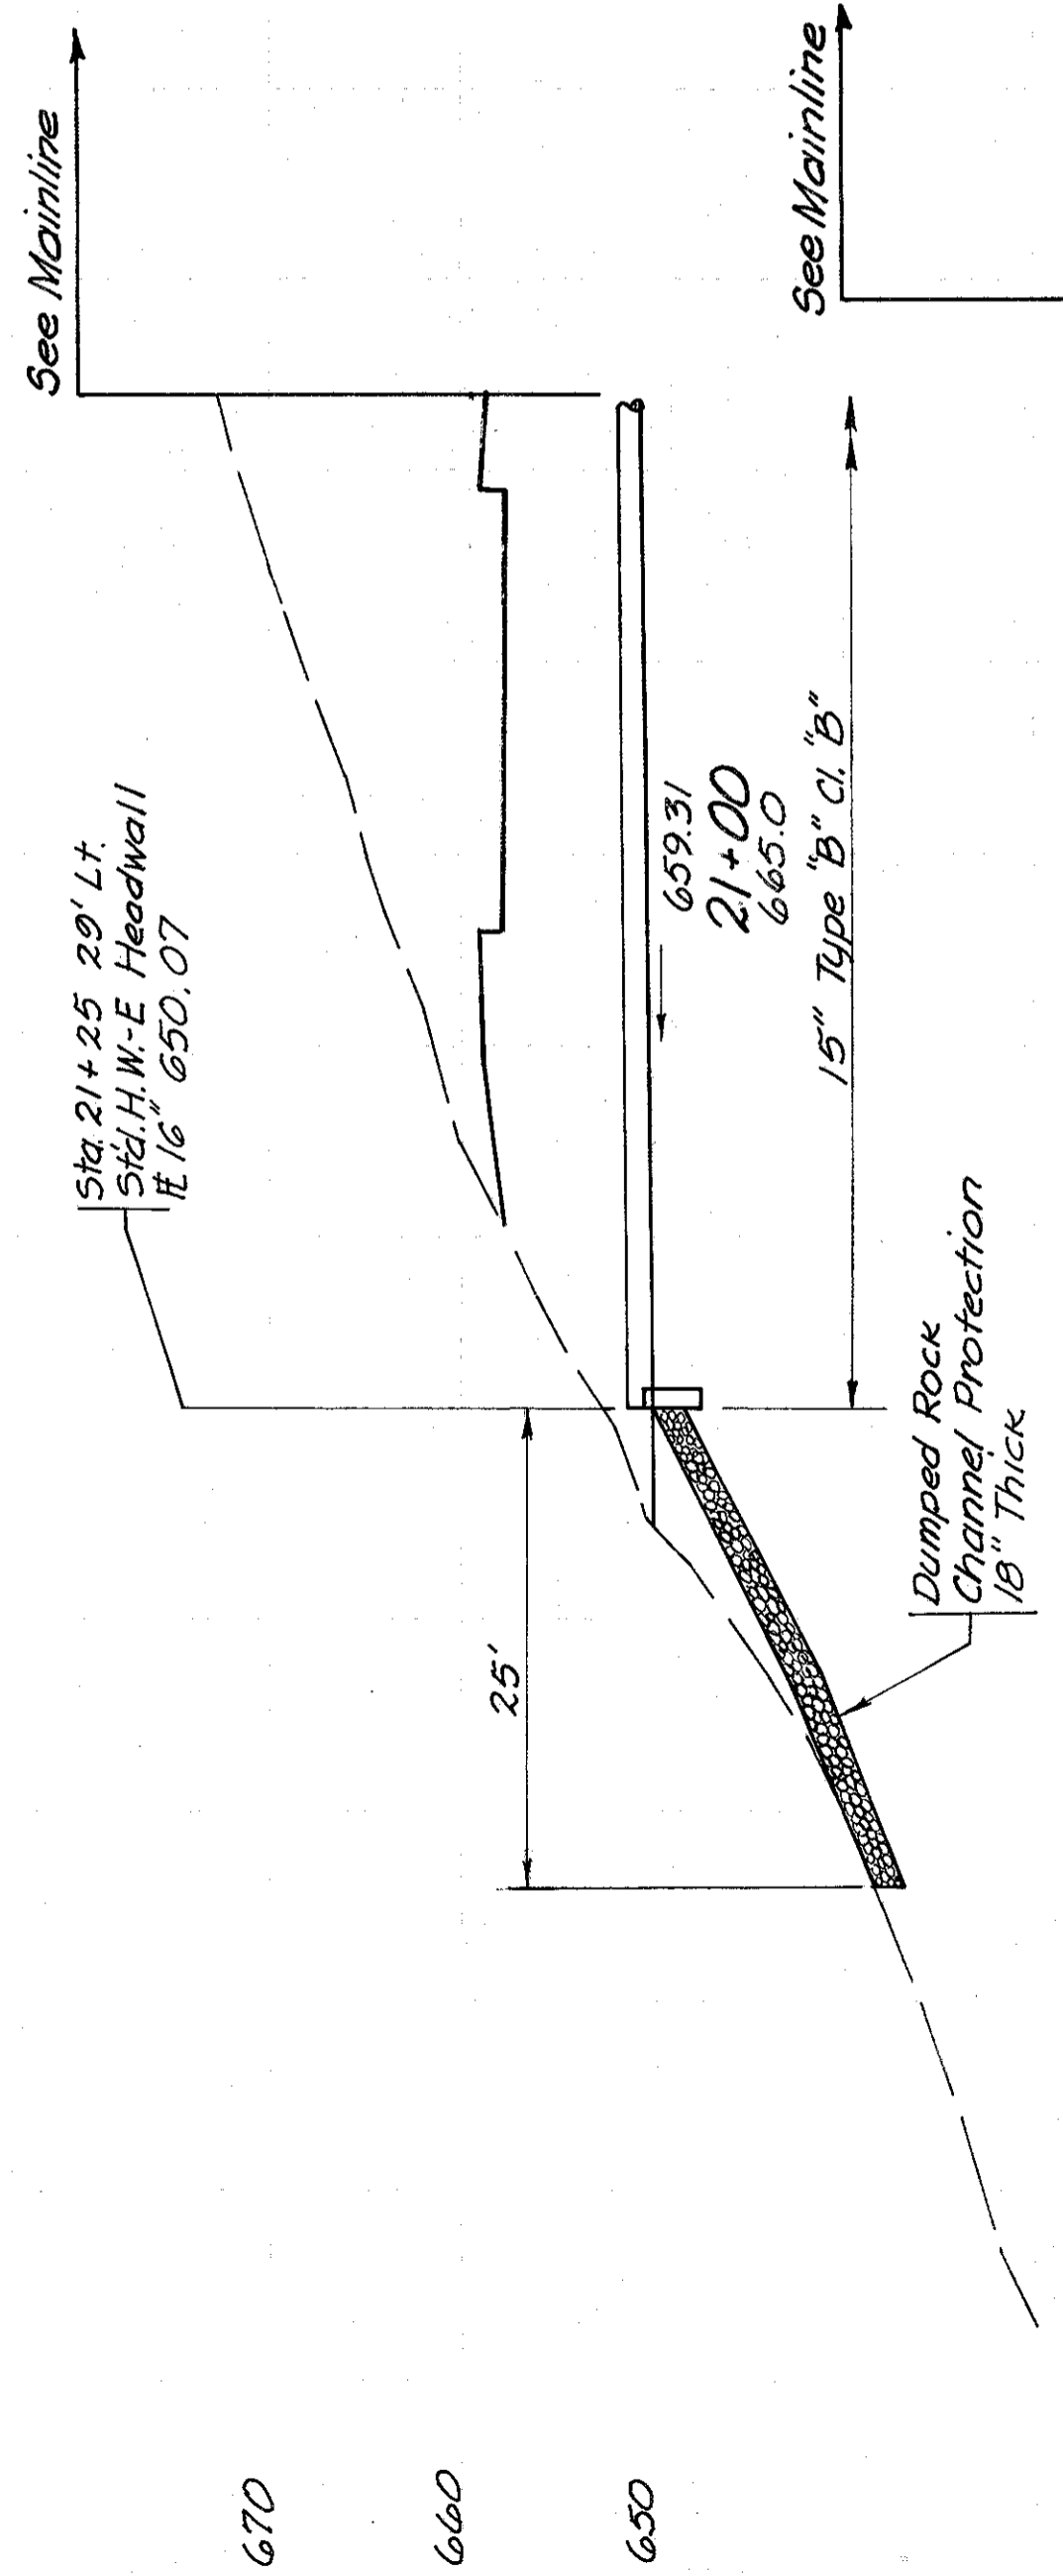 See Mainline
Sta. 21+25 29' Lt.
Std. H.W.-E Headwall
℄ 16" 650.07
25'
659.31
21+00
665.0
15" Type "B" Cl. "B"
Dumped Rock
Channel Protection
18" Thick
See Mainline
670
660
650